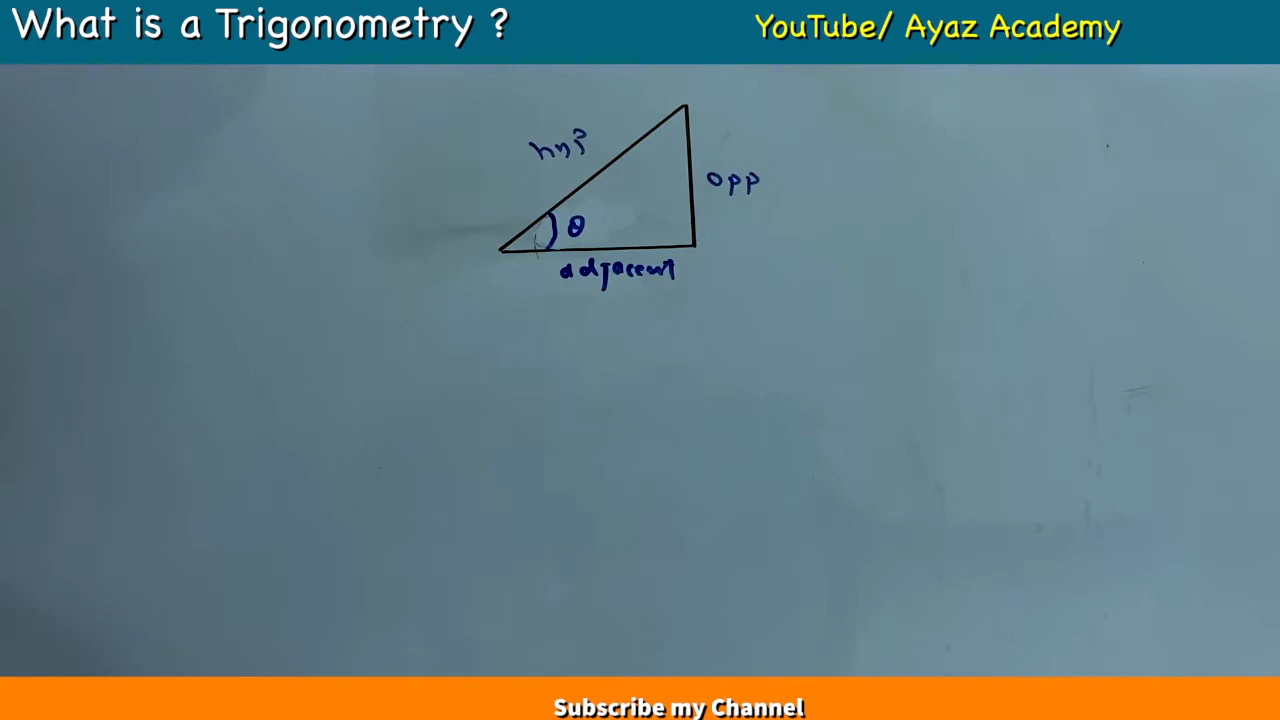 What is a Trigonometry ?
YouTube/ Ayaz Academy
hyp
opp
θ
adjacent
Subscribe my Channel